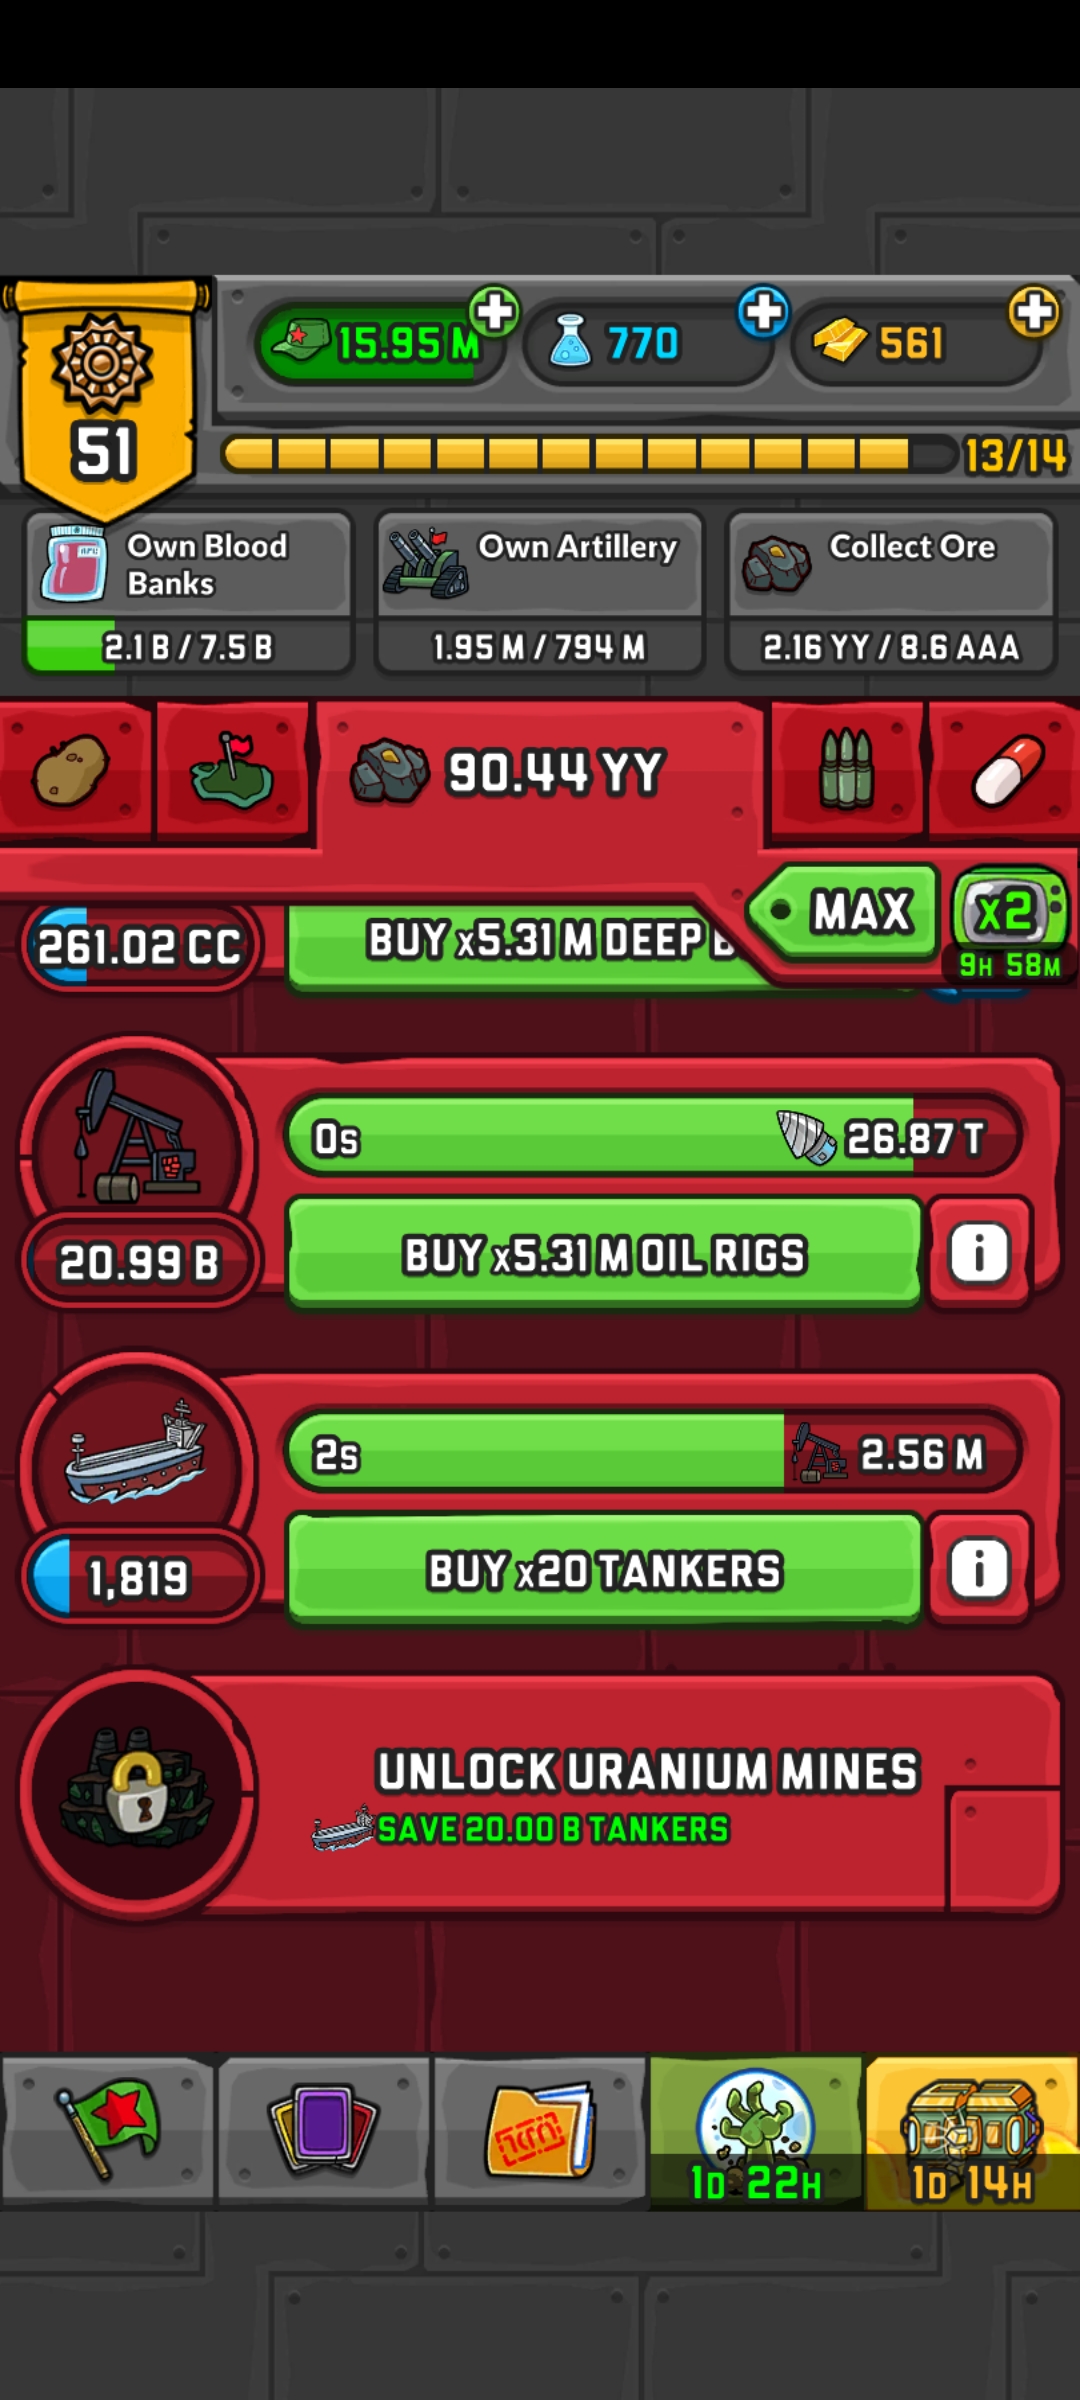 15.95 M
770
561
51
13/14
Own Blood
Banks
2.1 B / 7.5 B
Own Artillery
1.95 M / 794 M
Collect Ore
2.16 YY / 8.6 AAA
90.44 YY
MAX
x2
9H 58M
261.02 CC
BUY x5.31 M DEEP
0s
26.87 T
20.99 B
BUY x5.31 M OIL RIGS
i
2s
2.56 M
1,819
BUY x20 TANKERS
i
UNLOCK URANIUM MINES
SAVE 20.00 B TANKERS
1D 22H
1D 14H